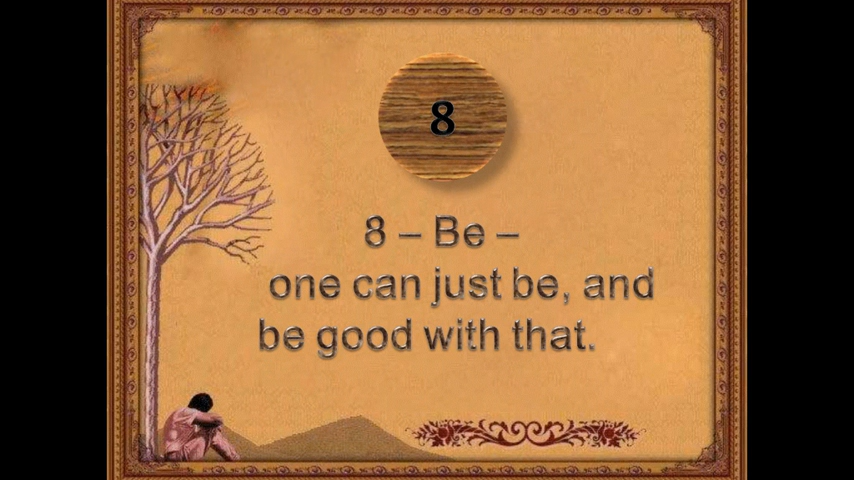 8
8 – Be –
one can just be, and
be good with that.